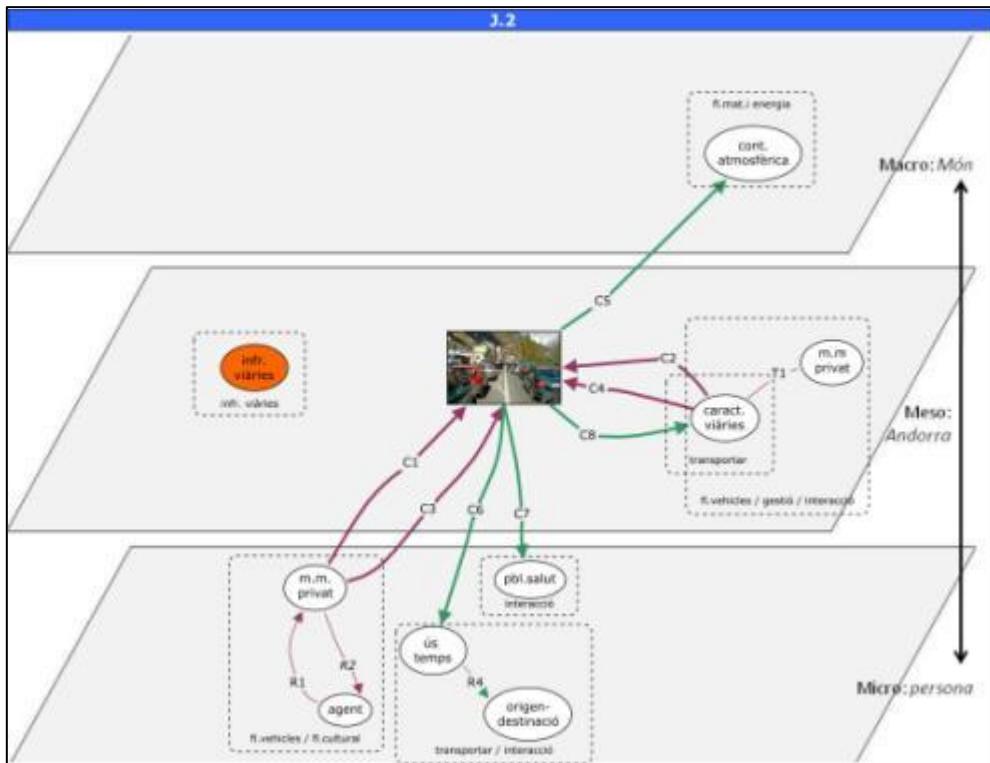 J.2
fl.mat.i energia
cont.
atmosfèrica
Macro: Món
C5
infr.
viàries
infr. viàries
C2
C4
C8
T1
m.m
privat
caract.
viàries
transportar
fl.vehicles / gestió / interacció
Meso:
Andorra
C1
C3
C6
C7
m.m.
privat
R1
R2
agent
fl.vehicles / fl.cultural
pbl.salut
interacció
ús
temps
R4
origen-
destinació
transportar / interacció
Micro: persona